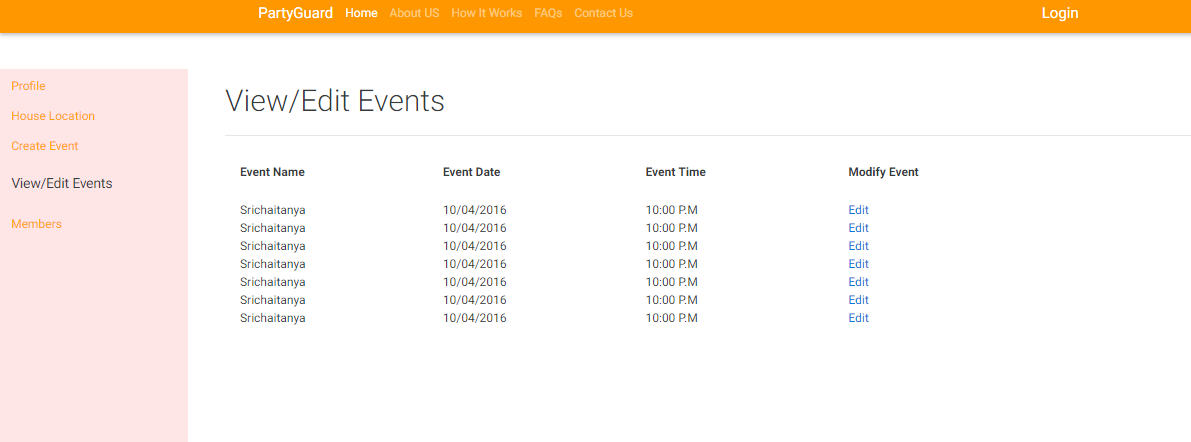 PartyGuard Home About US How It Works FAQs Contact Us Login
Profile
House Location
Create Event
View/Edit Events
Members
View/Edit Events
Event Name Event Date Event Time Modify Event
Srichaitanya 10/04/2016 10:00 P.M Edit
Srichaitanya 10/04/2016 10:00 P.M Edit
Srichaitanya 10/04/2016 10:00 P.M Edit
Srichaitanya 10/04/2016 10:00 P.M Edit
Srichaitanya 10/04/2016 10:00 P.M Edit
Srichaitanya 10/04/2016 10:00 P.M Edit
Srichaitanya 10/04/2016 10:00 P.M Edit